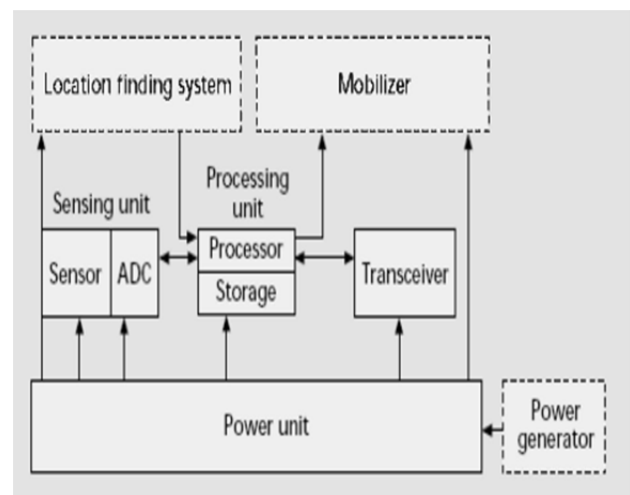 Location finding system
Mobilizer
Sensing unit
Processing
unit
Sensor
ADC
Processor
Storage
Transceiver
Power unit
Power
generator